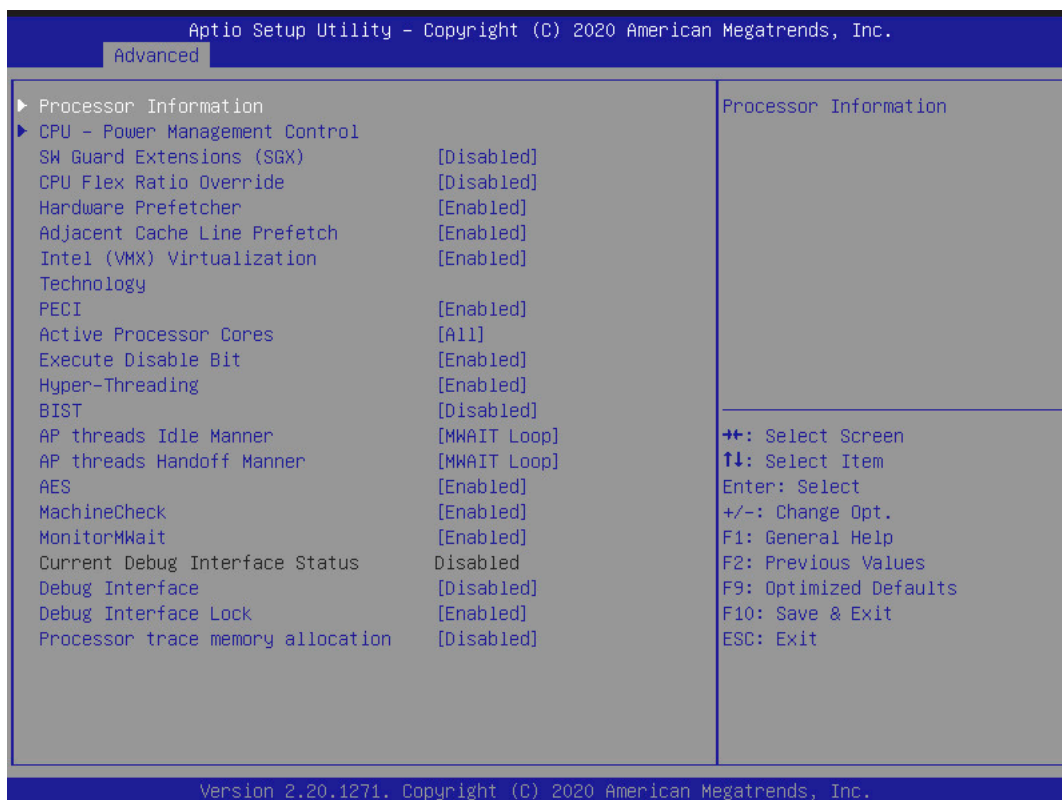 Aptio Setup Utility – Copyright (C) 2020 American Megatrends, Inc.
Advanced
▶ Processor Information
▶ CPU – Power Management Control
SW Guard Extensions (SGX) [Disabled]
CPU Flex Ratio Override [Disabled]
Hardware Prefetcher [Enabled]
Adjacent Cache Line Prefetch [Enabled]
Intel (VMX) Virtualization [Enabled]
Technology
PECI [Enabled]
Active Processor Cores [All]
Execute Disable Bit [Enabled]
Hyper-Threading [Enabled]
BIST [Disabled]
AP threads Idle Manner [MWAIT Loop]
AP threads Handoff Manner [MWAIT Loop]
AES [Enabled]
MachineCheck [Enabled]
MonitorMWait [Enabled]
Current Debug Interface Status Disabled
Debug Interface [Disabled]
Debug Interface Lock [Enabled]
Processor trace memory allocation [Disabled]
Processor Information
→←: Select Screen
↑↓: Select Item
Enter: Select
+/-: Change Opt.
F1: General Help
F2: Previous Values
F9: Optimized Defaults
F10: Save & Exit
ESC: Exit
Version 2.20.1271. Copyright (C) 2020 American Megatrends, Inc.